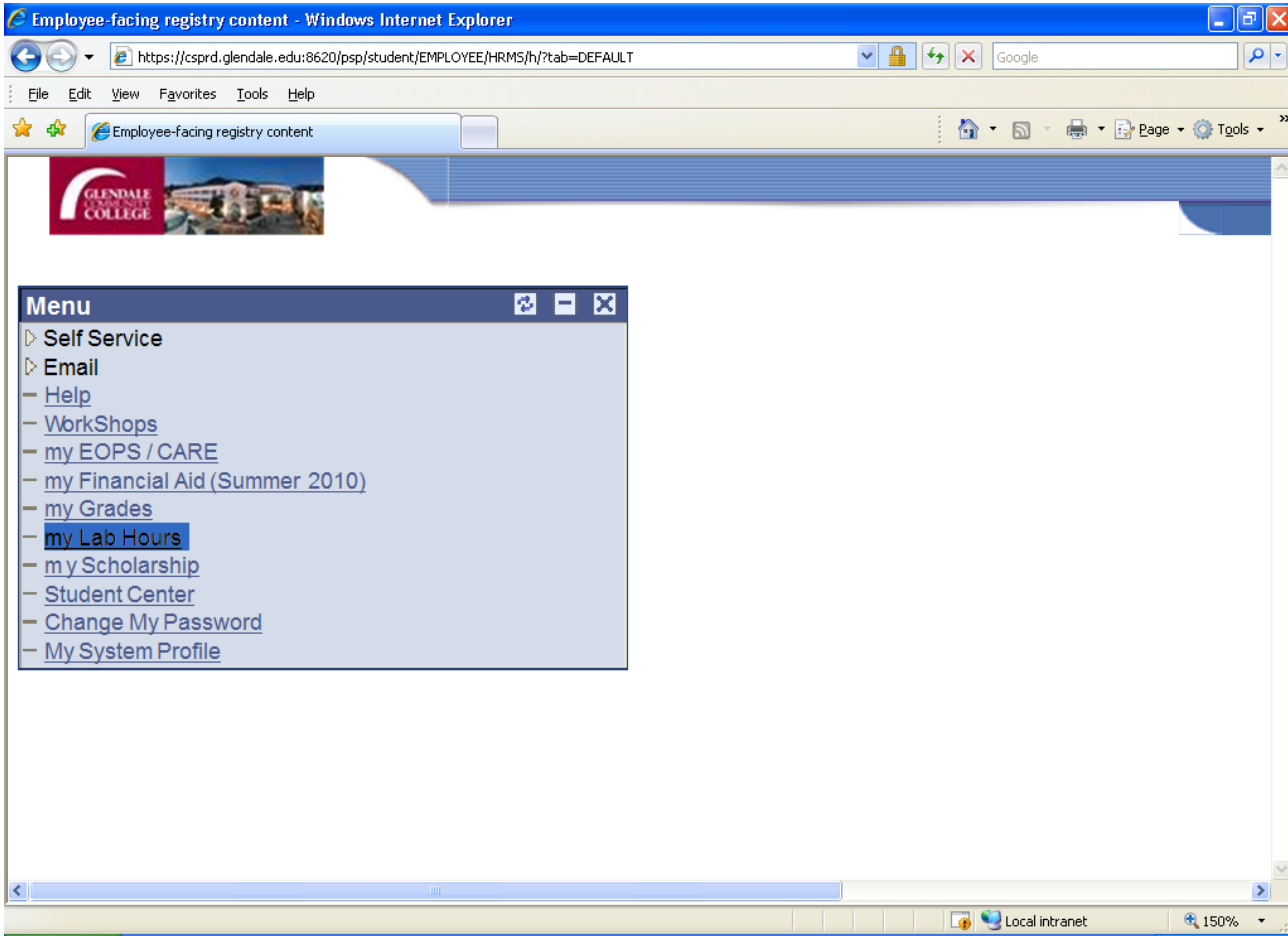 Employee-facing registry content - Windows Internet Explorer
https://csprd.glendale.edu:8620/psp/student/EMPLOYEE/HRMS/h/?tab=DEFAULT
Google
File Edit View Favorites Tools Help
Employee-facing registry content
Page Tools »
GLENDALE
COMMUNITY
COLLEGE
Menu
Self Service
Email
Help
WorkShops
my EOPS / CARE
my Financial Aid (Summer 2010)
my Grades
my Lab Hours
m y Scholarship
Student Center
Change My Password
My System Profile
Local intranet 150%